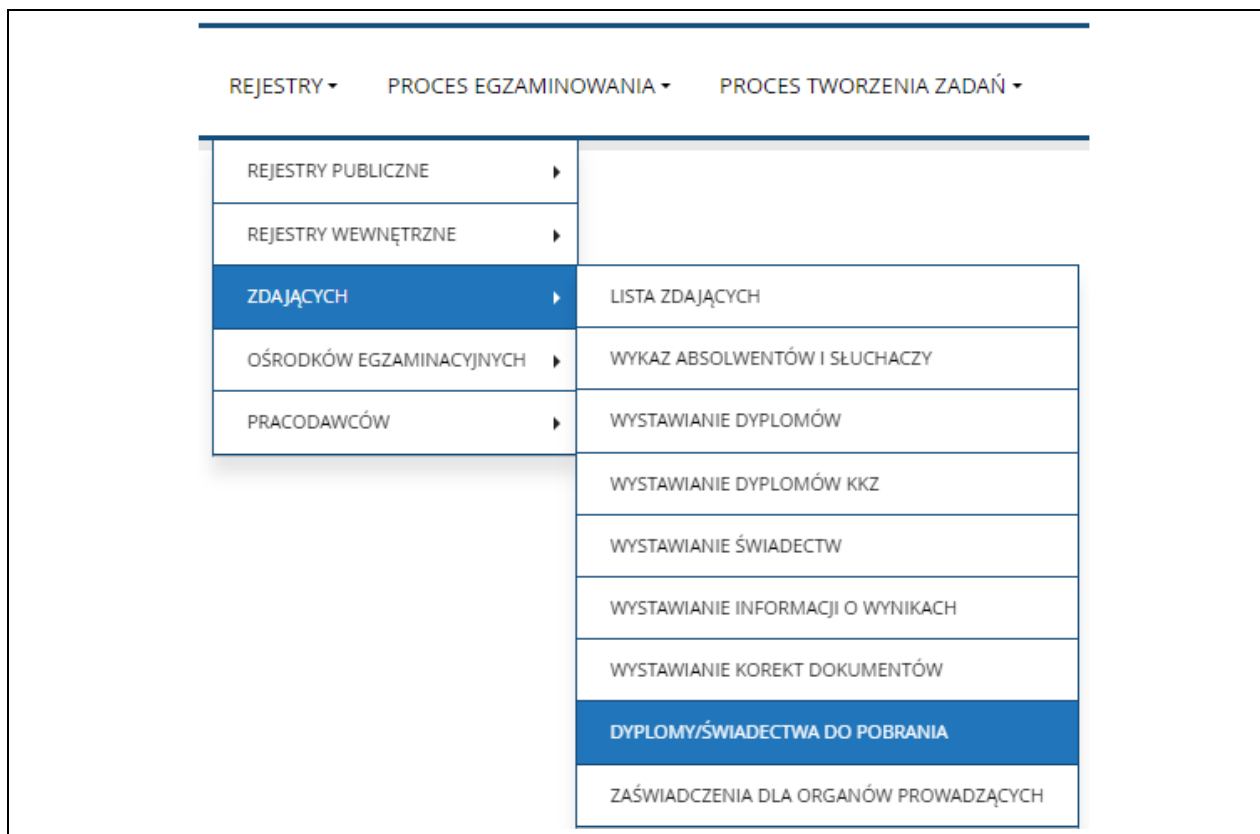 REJESTRY PROCES EGZAMINOWANIA PROCES TWORZENIA ZADAŃ
REJESTRY PUBLICZNE
REJESTRY WEWNĘTRZNE
ZDAJĄCYCH
OŚRODKÓW EGZAMINACYJNYCH
PRACODAWCÓW
LISTA ZDAJĄCYCH
WYKAZ ABSOLWENTÓW I SŁUCHACZY
WYSTAWIANIE DYPLOMÓW
WYSTAWIANIE DYPLOMÓW KKZ
WYSTAWIANIE ŚWIADECTW
WYSTAWIANIE INFORMACJI O WYNIKACH
WYSTAWIANIE KOREKT DOKUMENTÓW
DYPLOMY/ŚWIADECTWA DO POBRANIA
ZAŚWIADCZENIA DLA ORGANÓW PROWADZĄCYCH